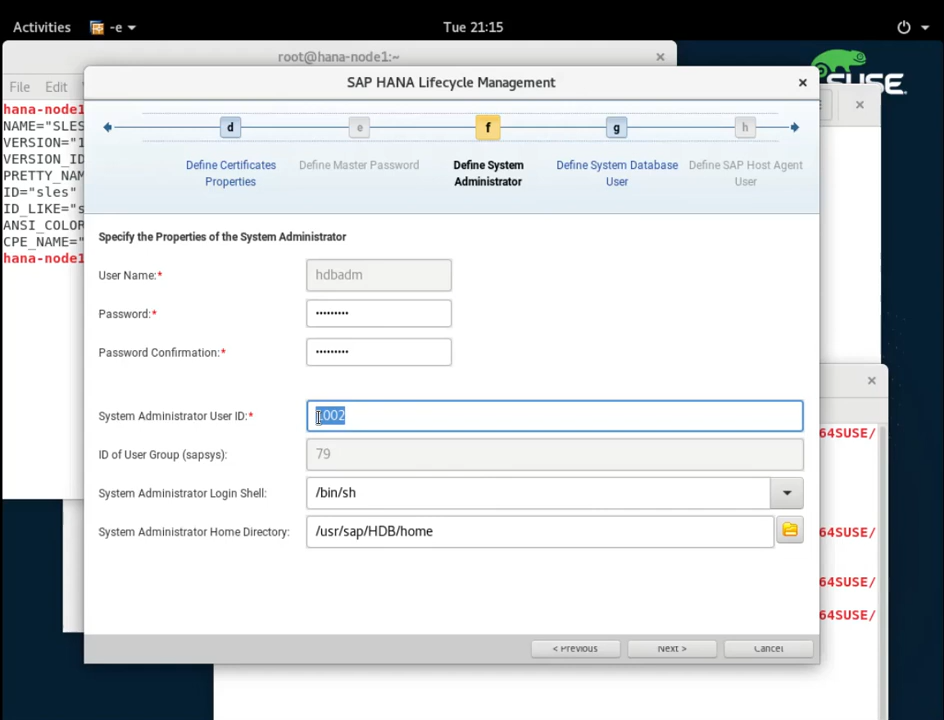 Activities
-e
Tue 21:15
root@hana-node1:~
File Edit
SUSE
SAP HANA Lifecycle Management
d
e
f
g
h
Define Certificates Properties
Define Master Password
Define System Administrator
Define System Database User
Define SAP Host Agent User
hana-node1
NAME="SLES
VERSION="1
VERSION_ID
PRETTY_NAM
ID="sles"
ID_LIKE="s
ANSI_COLOR
CPE_NAME="
hana-node1
Specify the Properties of the System Administrator
User Name:* hdbadm
Password:* •••••••••
Password Confirmation:* •••••••••
System Administrator User ID:* 1002
ID of User Group (sapsys): 79
System Administrator Login Shell: /bin/sh
System Administrator Home Directory: /usr/sap/HDB/home
64SUSE/
64SUSE/
64SUSE/
64SUSE/
< Previous
Next >
Cancel